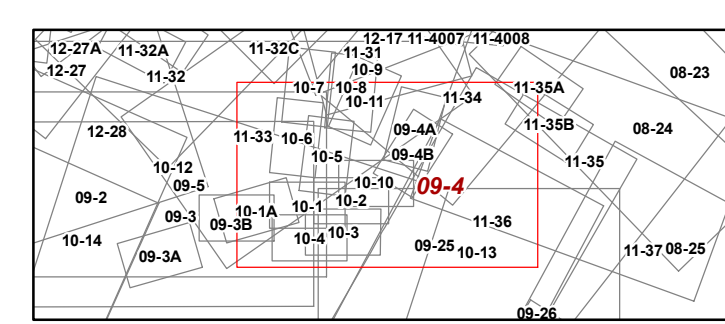 12-17 11-4007 11-4008
12-27A 11-32A 11-32C 11-31
12-27 11-32 10-9 08-23
10-7 10-8 11-35A
10-11 11-34
12-28 11-33 10-6 09-4A 11-35B 08-24
10-5 09-4B 11-35
10-12
09-5 10-10 09-4
09-2 10-2
09-3 10-1A 10-1
09-3B 11-36
10-14 10-4 10-3 09-25 10-13 11-37 08-25
09-3A
09-26